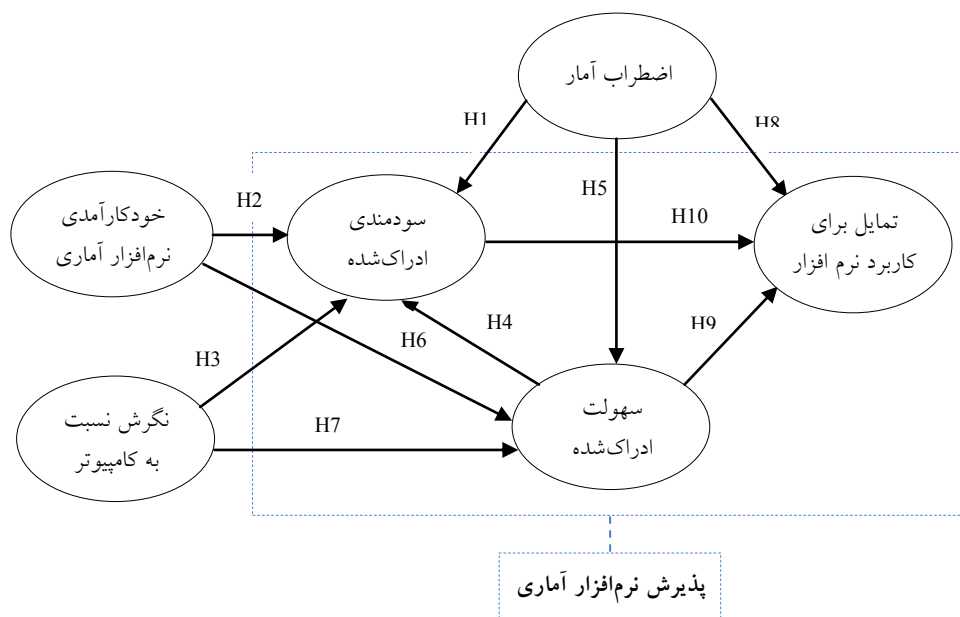 اضطراب آمار
H1
H8
H5
H2
خودکارآمدی
نرم‌افزار آماری
سودمندی
ادراک‌شده
H10
تمایل برای
کاربرد نرم افزار
H3
H6
H4
H9
نگرش نسبت
به کامپیوتر
H7
سهولت
ادراک‌شده
پذیرش نرم‌افزار آماری